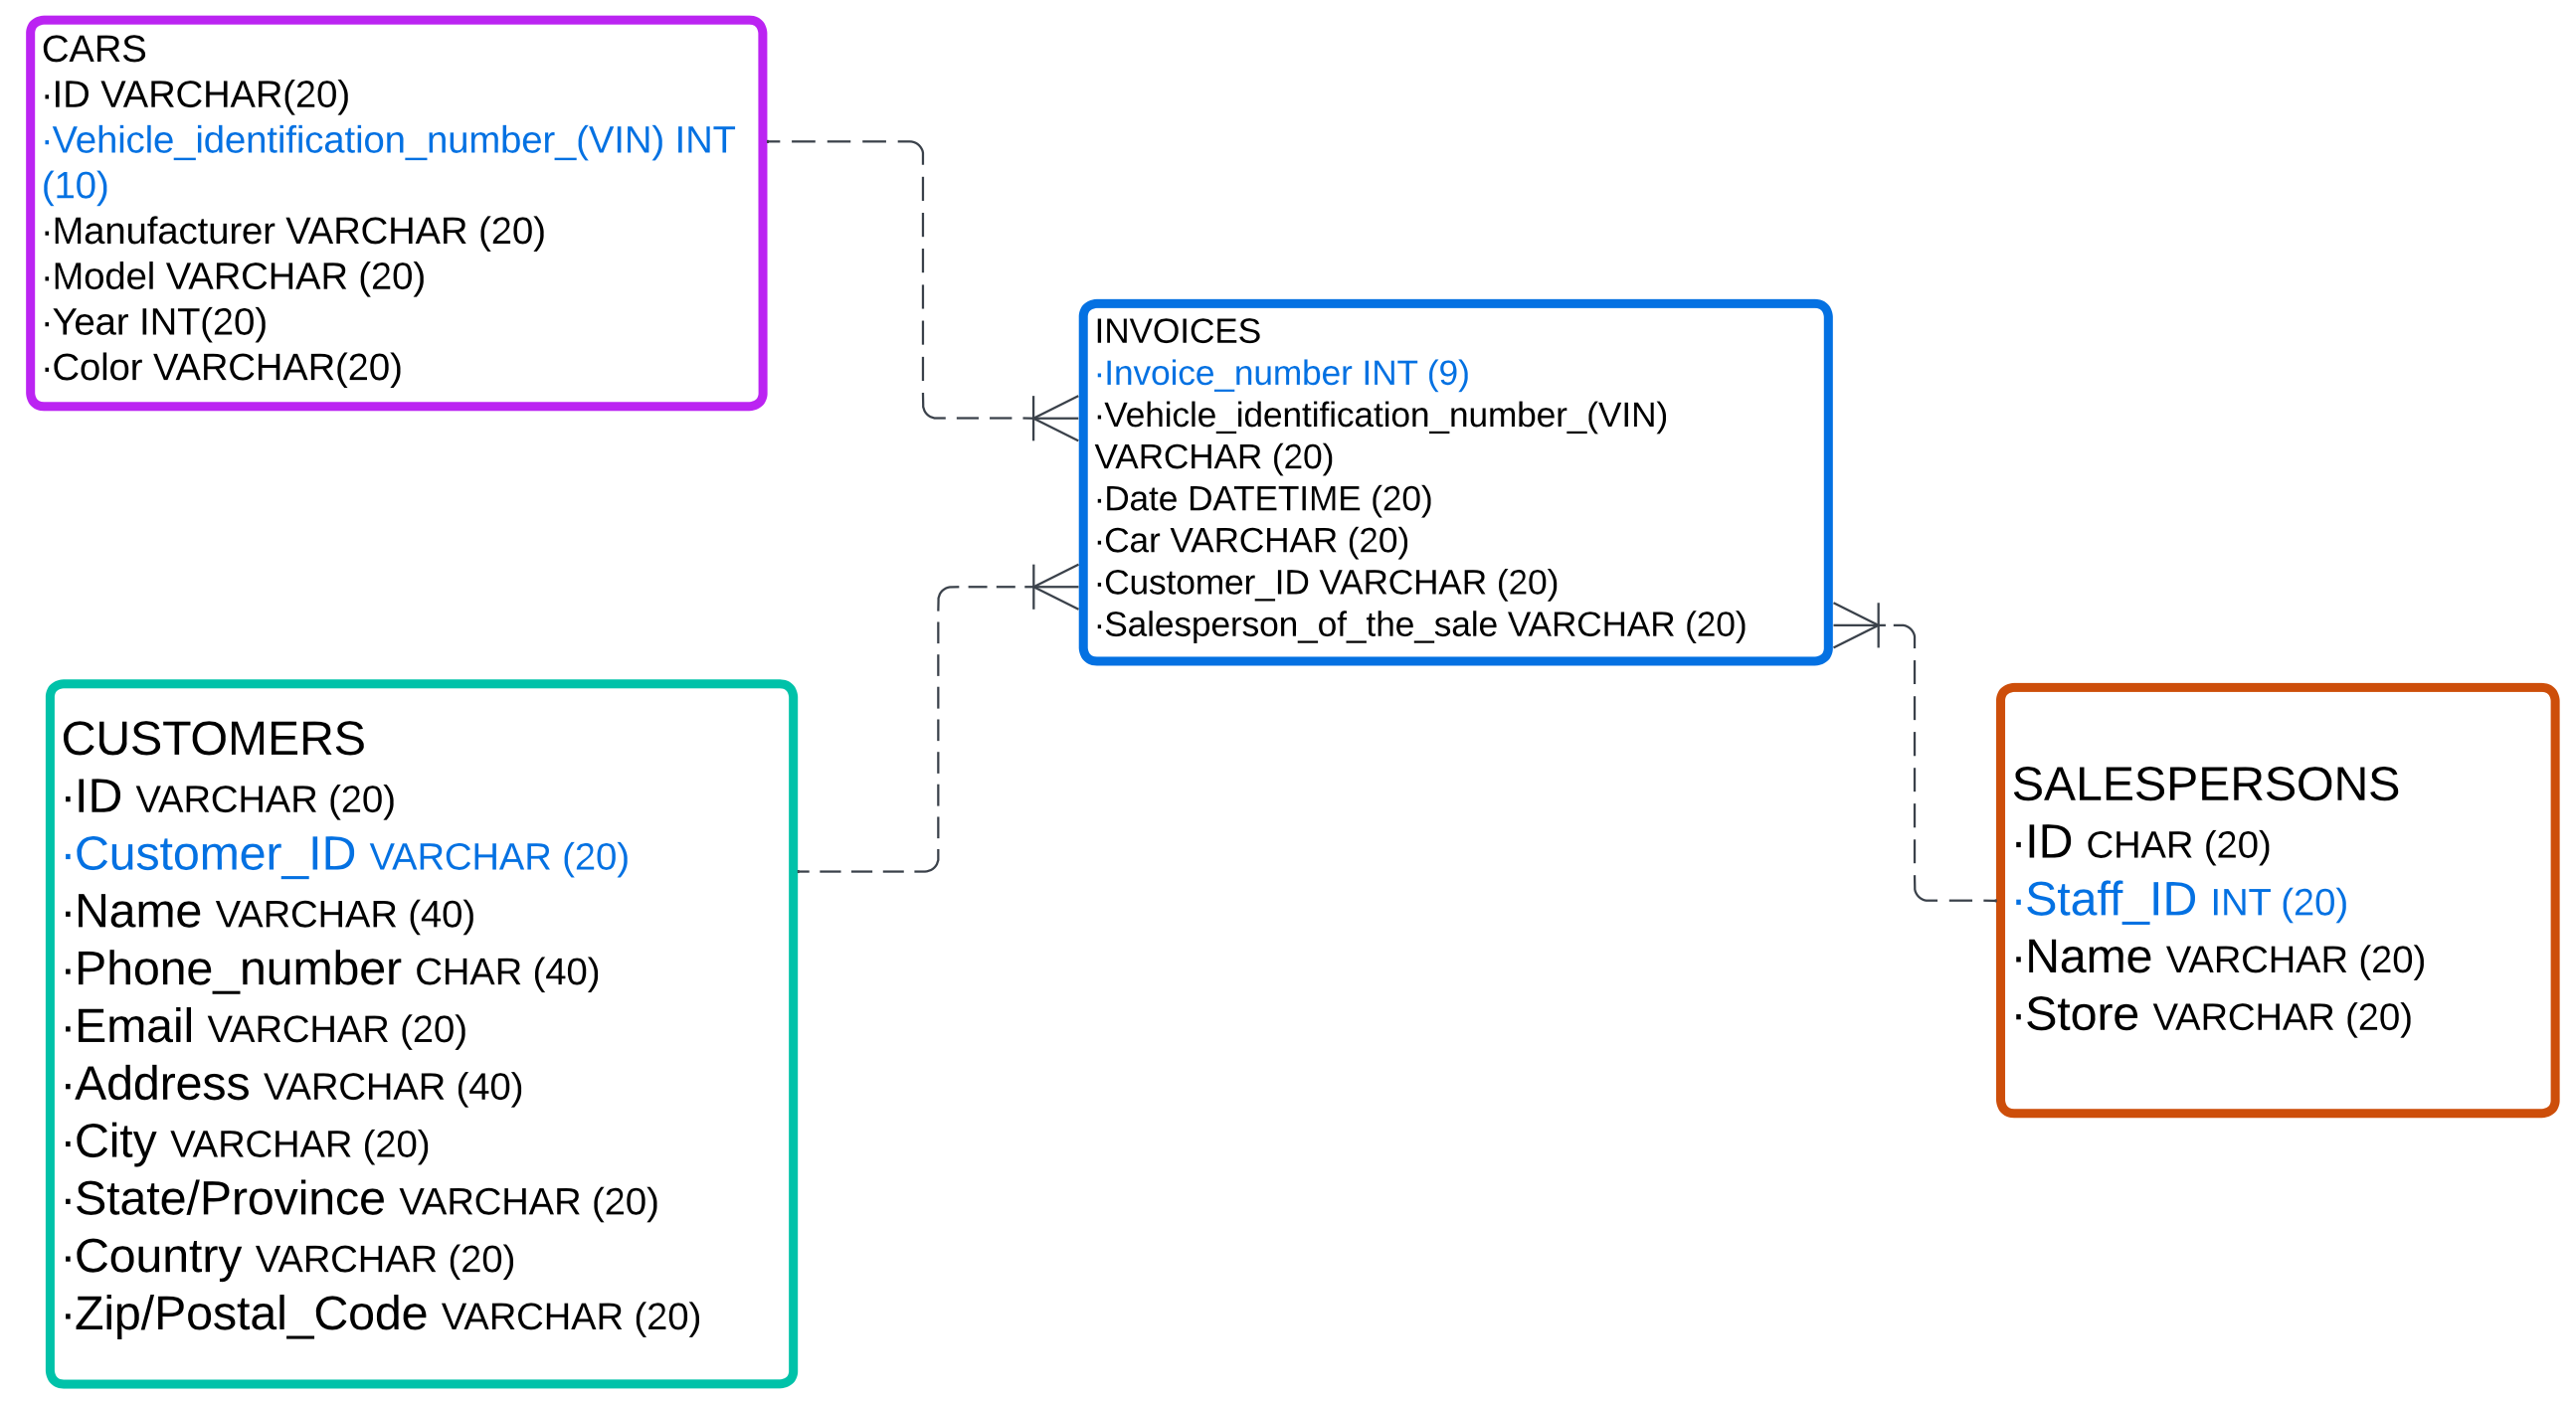 CARS
·ID VARCHAR(20)
·Vehicle_identification_number_(VIN) INT
(10)
·Manufacturer VARCHAR (20)
·Model VARCHAR (20)
·Year INT(20)
·Color VARCHAR(20)
INVOICES
·Invoice_number INT (9)
·Vehicle_identification_number_(VIN)
VARCHAR (20)
·Date DATETIME (20)
·Car VARCHAR (20)
·Customer_ID VARCHAR (20)
·Salesperson_of_the_sale VARCHAR (20)
CUSTOMERS
·ID VARCHAR (20)
·Customer_ID VARCHAR (20)
·Name VARCHAR (40)
·Phone_number CHAR (40)
·Email VARCHAR (20)
·Address VARCHAR (40)
·City VARCHAR (20)
·State/Province VARCHAR (20)
·Country VARCHAR (20)
·Zip/Postal_Code VARCHAR (20)
SALESPERSONS
·ID CHAR (20)
·Staff_ID INT (20)
·Name VARCHAR (20)
·Store VARCHAR (20)